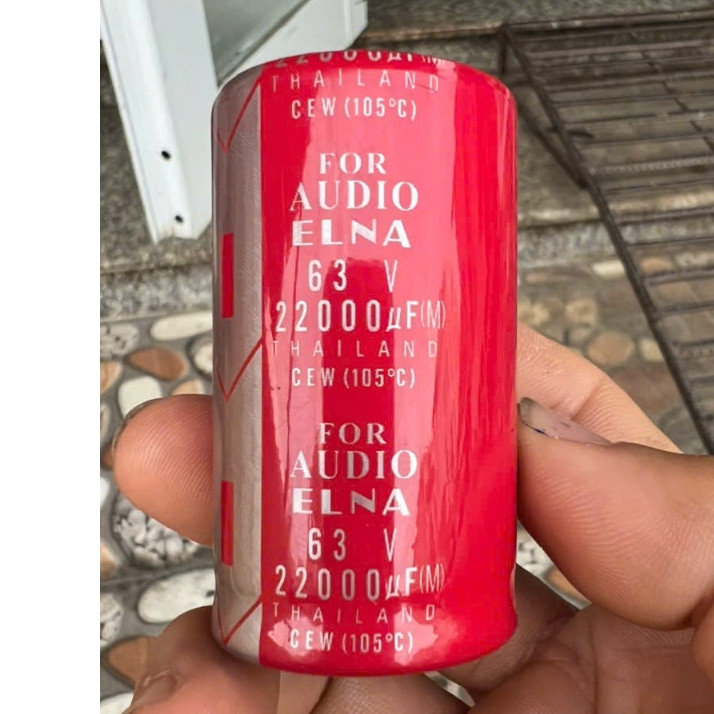 22000µF(M)
THAILAND
CEW (105°C)
FOR
AUDIO
ELNA
63 V
22000µF(M)
THAILAND
CEW (105°C)
FOR
AUDIO
ELNA
63 V
22000µF(M)
THAILAND
CEW (105°C)